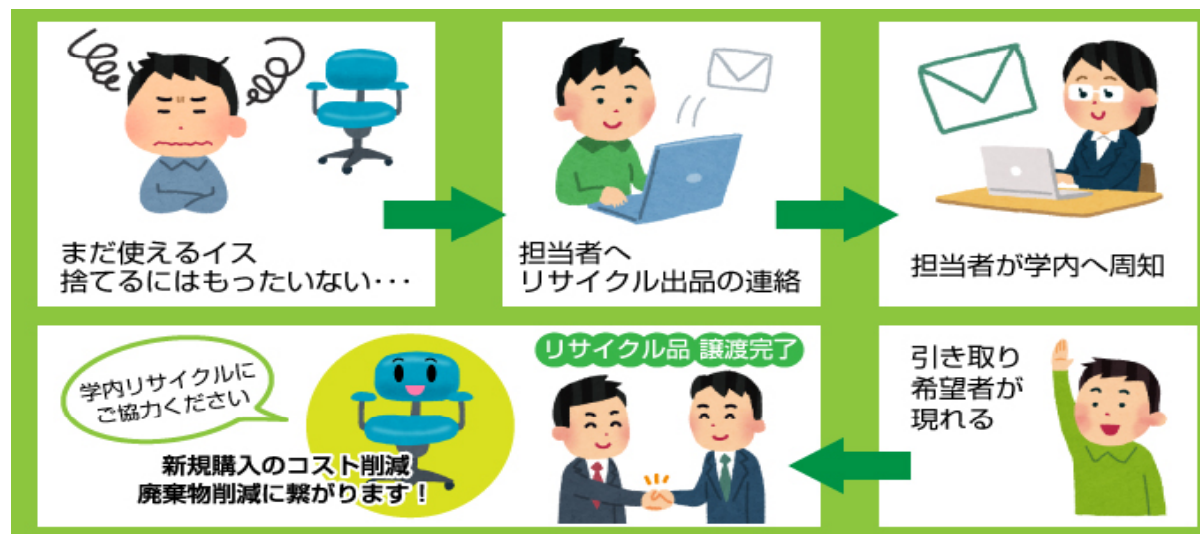 まだ使えるイス
捨てるにはもったいない･･･
担当者へ
リサイクル出品の連絡
担当者が学内へ周知
引き取り
希望者が
現れる
リサイクル品 譲渡完了
学内リサイクルに
ご協力ください
新規購入のコスト削減
廃棄物削減に繋がります！